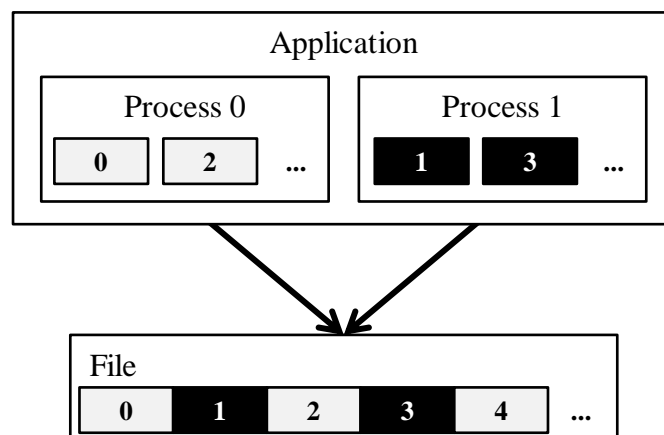 Application
Process 0
Process 1
0 2 ...
1 3 ...
File
0 1 2 3 4 ...